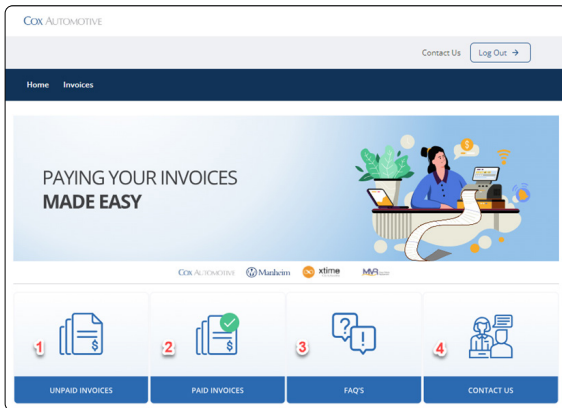 COX AUTOMOTIVE
Contact Us Log Out →
Home Invoices
PAYING YOUR INVOICES
MADE EASY
COX AUTOMOTIVE Manheim xtime
1 2 3 4
$ $ ? !
UNPAID INVOICES PAID INVOICES FAQ'S CONTACT US